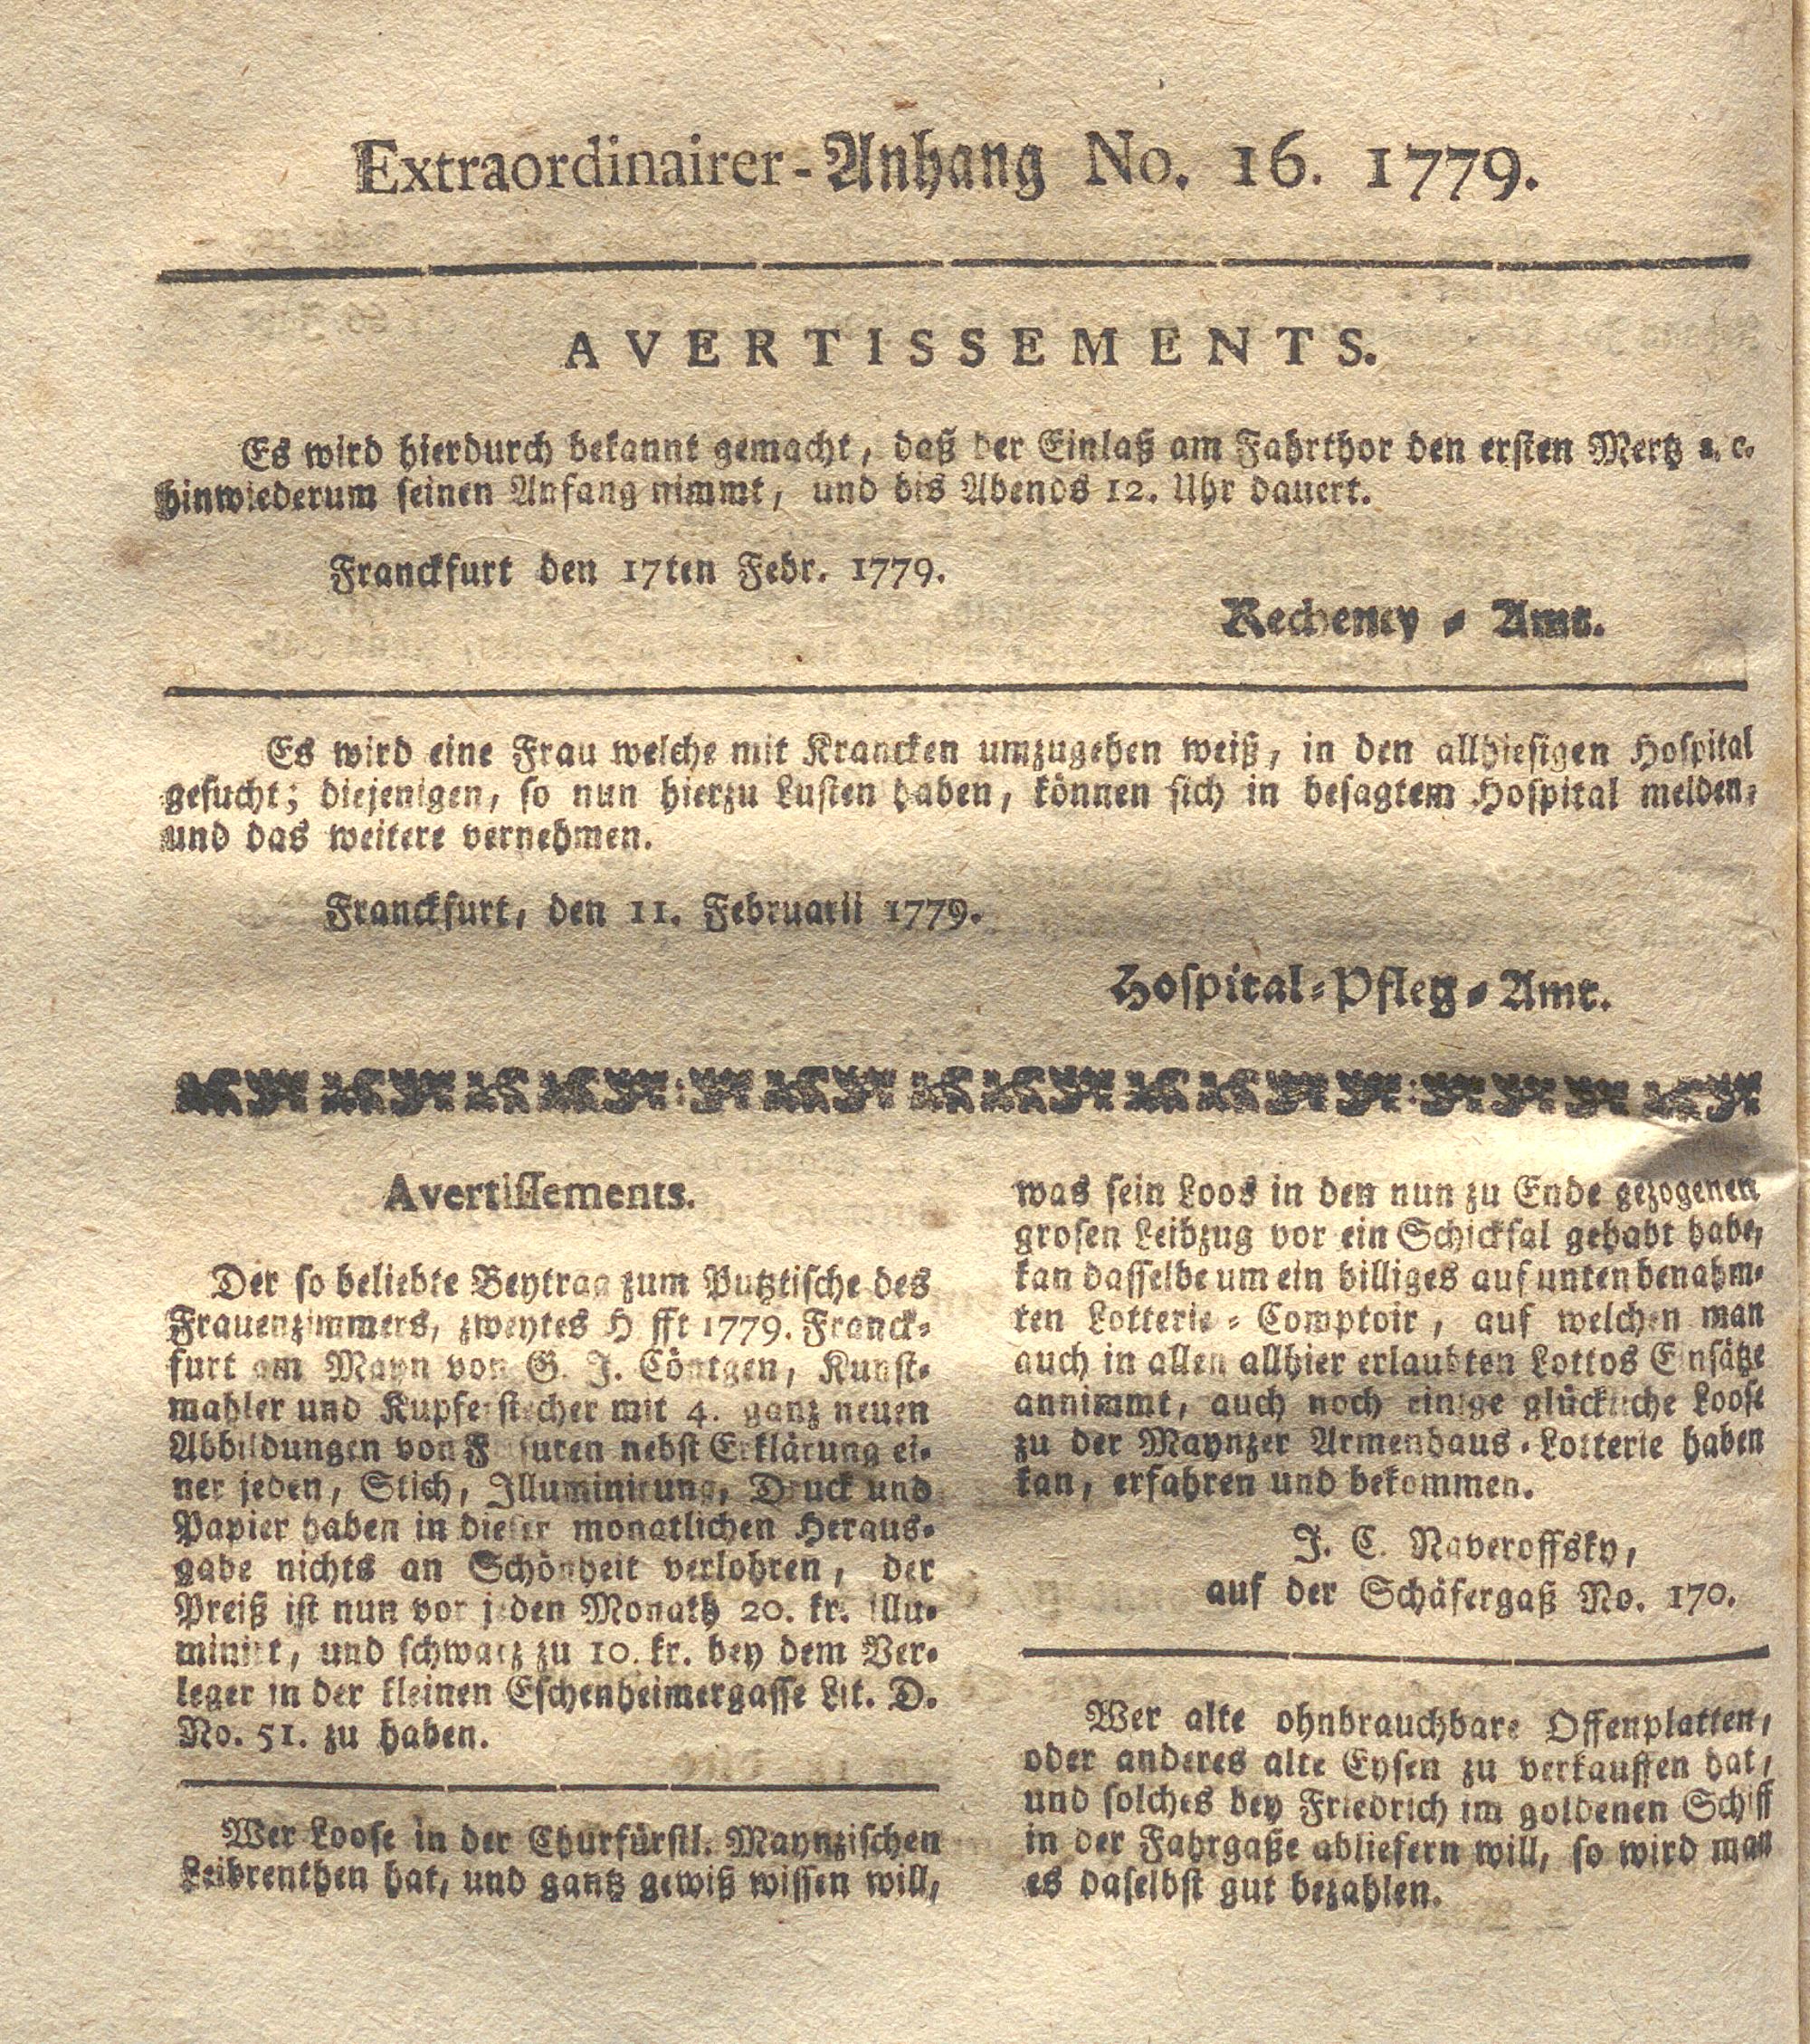 Extraordinairer-Anhang No. 16. 1779.
AVERTISSEMENTS.
Es wird hierdurch bekannt gemacht, daß der Einlaß am Fahrthor den ersten Mertz a. c.
hinwiederum seinen Anfang nimmt, und bis Abends 12. Uhr dauert.
Franckfurt den 17ten Febr. 1779.
Recheney-Amt.
Es wird eine Frau welche mit Krancken umzugehen weiß, in den allhiesigen Hospital
gesucht; diejenigen, so nun hierzu Lusten haben, können sich in besagtem Hospital melden,
und das weitere vernehmen.
Franckfurt, den 11. Februarii 1779.
Hospital-Pfleg-Amt.
Avertissements.
Der so beliebte Beytrag zum Putztische des
Frauenzimmers, zweytes H fft 1779. Franck-
furt am Mayn von G. J. Cöntgen, Kunst-
mahler und Kupferstecher mit 4. ganz neuen
Abbildungen von Frisuren nebst Erklärung ei-
ner jeden, Stich, Illuminirung, Druck und
Papier haben in dieser monatlichen Heraus-
gabe nichts an Schönheit verlohren, der
Preiß ist nun vor jeden Monath 20. kr. illu-
minirt, und schwarz zu 10. kr. bey dem Ver-
leger in der kleinen Eschenheimergasse Lit. D.
No. 51. zu haben.
Wer Loose in der Churfürstl. Maynzischen
Leibrenthen hat, und gantz gewiß wissen will,
was sein Loos in den nun zu Ende gezogenen
grosen Leibzug vor ein Schicksal gehabt habe,
kan dasselbe um ein billiges auf unten benahm-
ten Lotterie-Comptoir, auf welchen man
auch in allen allhier erlaubten Lottos Einsätze
annimmt, auch noch einige glückliche Loose
zu der Maynzer Armenhaus-Lotterie haben
kan, erfahren und bekommen.
J. C. Naveroffsky,
auf der Schäfergaß No. 170.
Wer alte ohnbrauchbare Offenplatten,
oder anderes alte Eysen zu verkauffen hat,
und solches bey Friedrich im goldenen Schiff
in der Fahrgaße abliefern will, so wird man
es daselbst gut bezahlen.